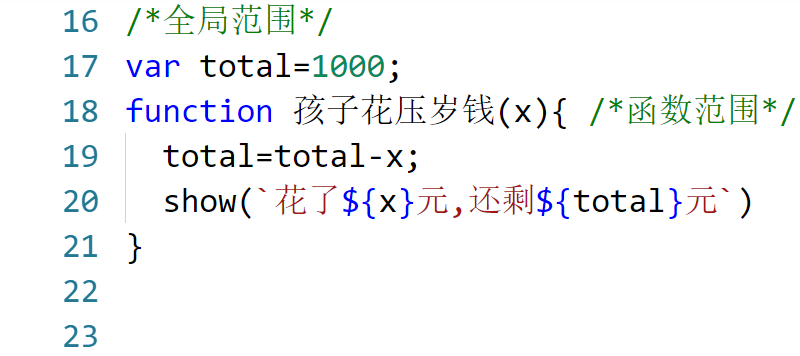 16 /*全局范围*/
17 var total=1000;
18 function 孩子花压岁钱(x){ /*函数范围*/
19   total=total-x;
20   show(`花了${x}元,还剩${total}元`)
21 }
22
23